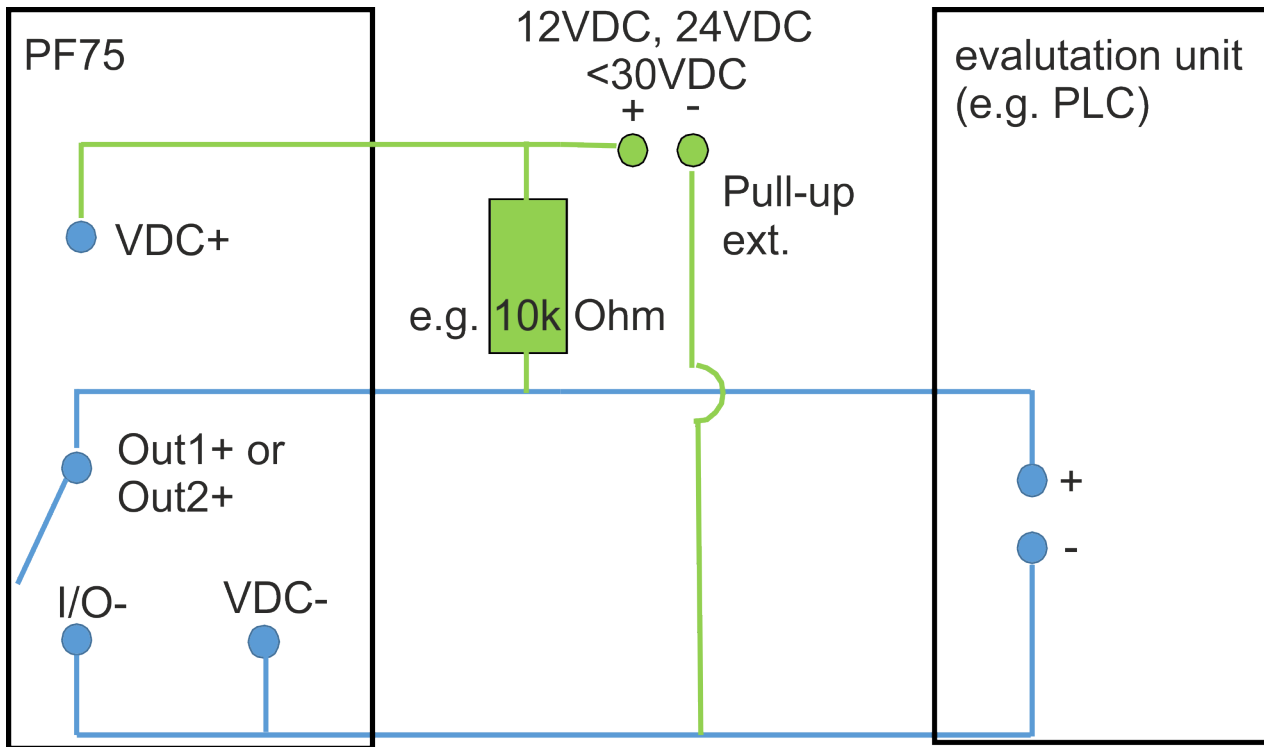 PF75
12VDC, 24VDC
<30VDC
+ -
evalutation unit
(e.g. PLC)
VDC+
Pull-up
ext.
e.g. 10k Ohm
Out1+ or
Out2+
+
-
I/O-
VDC-